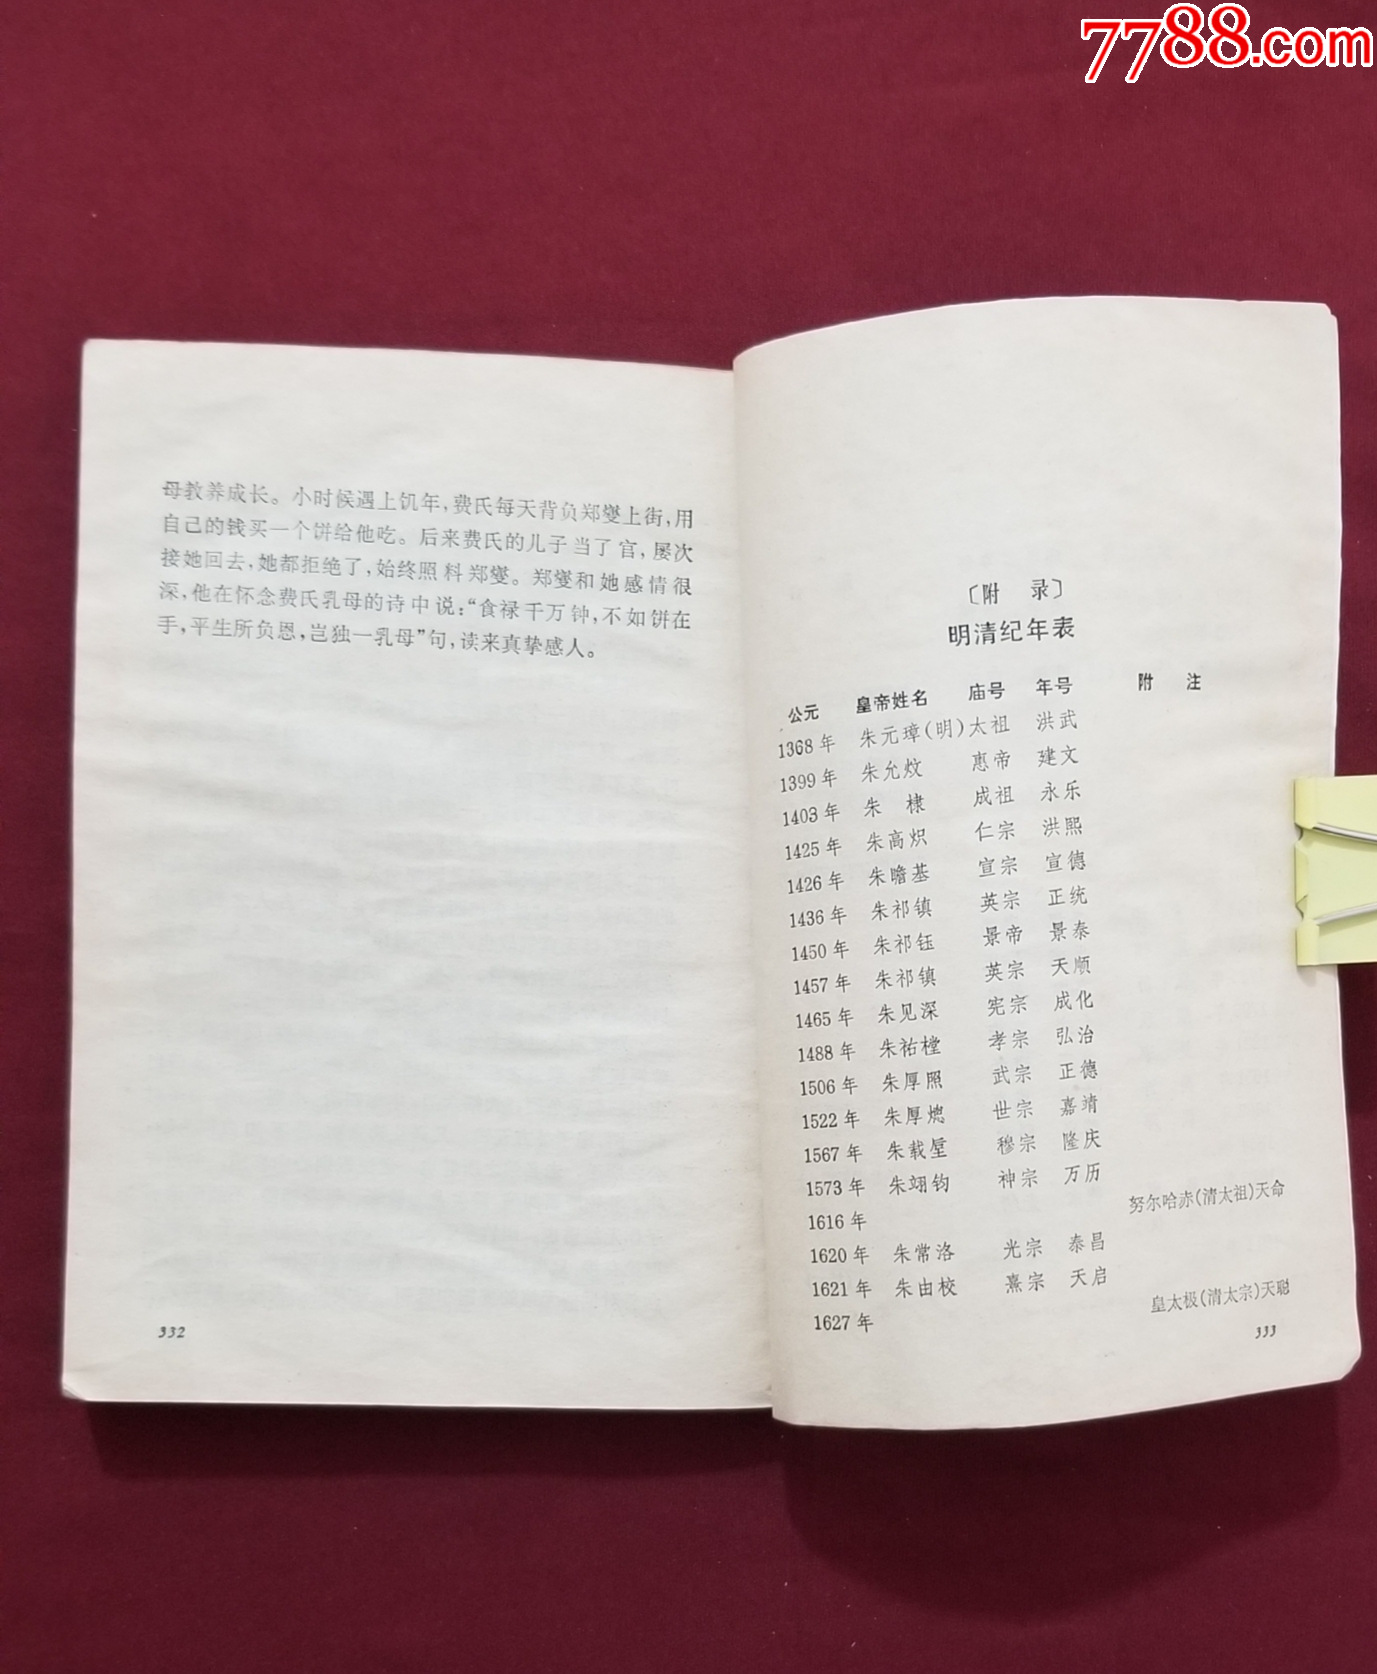 7788.com
母教养成长。小时候遇上饥年，费氏每天背负郑燮上街，用
自己的钱买一个饼给他吃。后来费氏的儿子当了官，屡次
接她回去，她都拒绝了，始终照料郑燮。郑燮和她感情很
深，他在怀念费氏乳母的诗中说：“食禄千万钟，不如饼在
手，平生所负恩，岂独一乳母”句，读来真挚感人。
332
〔附 录〕
明清纪年表
公元 皇帝姓名 庙号 年号 附 注
1368年 朱元璋(明)太祖 洪武
1399年 朱允炆 惠帝 建文
1403年 朱 棣 成祖 永乐
1425年 朱高炽 仁宗 洪熙
1426年 朱瞻基 宣宗 宣德
1436年 朱祁镇 英宗 正统
1450年 朱祁钰 景帝 景泰
1457年 朱祁镇 英宗 天顺
1465年 朱见深 宪宗 成化
1488年 朱祐樘 孝宗 弘治
1506年 朱厚照 武宗 正德
1522年 朱厚熜 世宗 嘉靖
1567年 朱载垕 穆宗 隆庆
1573年 朱翊钧 神宗 万历
1616年 努尔哈赤(清太祖)天命
1620年 朱常洛 光宗 泰昌
1621年 朱由校 熹宗 天启
1627年 皇太极(清太宗)天聪
333